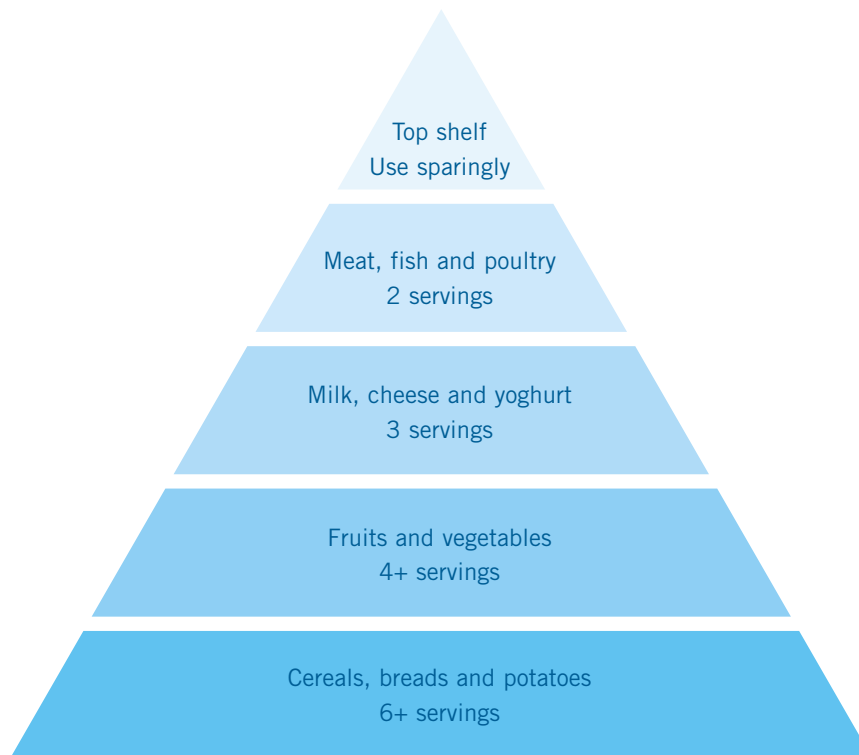 Top shelf
Use sparingly
Meat, fish and poultry
2 servings
Milk, cheese and yoghurt
3 servings
Fruits and vegetables
4+ servings
Cereals, breads and potatoes
6+ servings